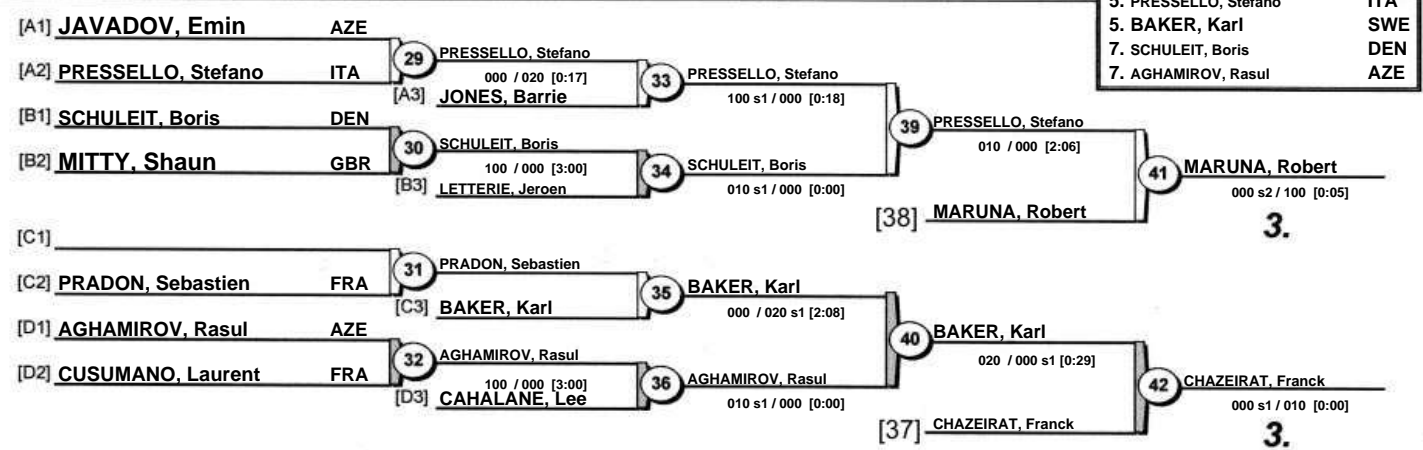 5. PRESSELLO, Stefano ITA
5. BAKER, Karl SWE
7. SCHULEIT, Boris DEN
7. AGHAMIROV, Rasul AZE
[A1] JAVADOV, Emin AZE
29
PRESSELLO, Stefano
[A2] PRESSELLO, Stefano ITA
000 / 020 [0:17]
33
PRESSELLO, Stefano
[A3] JONES, Barrie
100 s1 / 000 [0:18]
[B1] SCHULEIT, Boris DEN
39
PRESSELLO, Stefano
30
SCHULEIT, Boris
010 / 000 [2:06]
[B2] MITTY, Shaun GBR
100 / 000 [3:00]
34
SCHULEIT, Boris
41
MARUNA, Robert
[B3] LETTERIE, Jeroen
010 s1 / 000 [0:00]
000 s2 / 100 [0:05]
[38] MARUNA, Robert
3.
[C1]
31
PRADON, Sebastien
[C2] PRADON, Sebastien FRA
35
BAKER, Karl
[C3] BAKER, Karl
000 / 020 s1 [2:08]
[D1] AGHAMIROV, Rasul AZE
40
BAKER, Karl
32
AGHAMIROV, Rasul
020 / 000 s1 [0:29]
[D2] CUSUMANO, Laurent FRA
100 / 000 [3:00]
36
AGHAMIROV, Rasul
42
CHAZEIRAT, Franck
[D3] CAHALANE, Lee
010 s1 / 000 [0:00]
000 s1 / 010 [0:00]
[37] CHAZEIRAT, Franck
3.